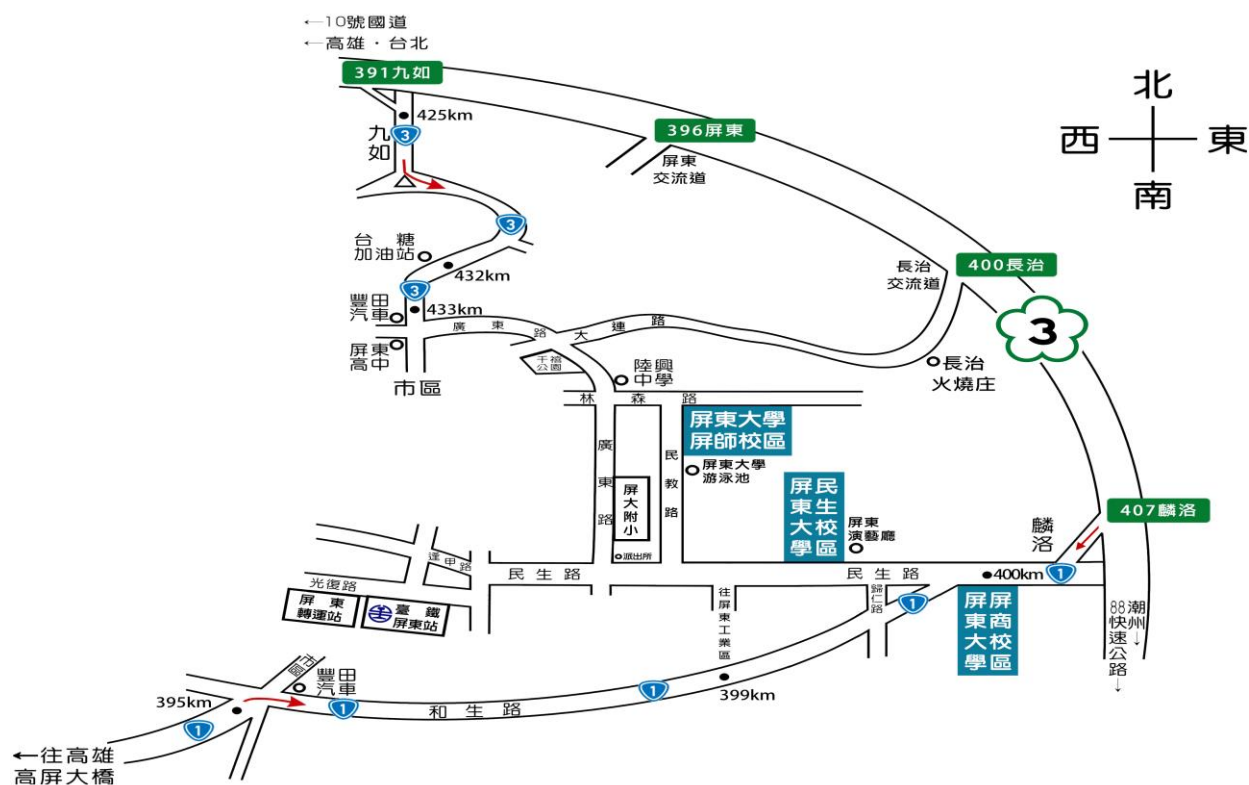 ←10號國道
←高雄．台北
391九如
北
西
東
南
425km
九如
3
396屏東
屏東
交流道
3
台糖
加油站
432km
3
433km
豐田
汽車
屏東
高中
市區
廣東路
大連路
長治
交流道
400長治
3
長治
火燒庄
千禧
公園
陸興
中學
林森路
屏東大學
屏師校區
屏東大學
游泳池
廣東路
民教路
屏大附小
派出所
屏東大學
民生校區
屏東
演藝廳
407麟洛
麟洛
1
400km
民生路
民生路
逢甲路
光復路
屏東
轉運站
臺鐵
屏東站
往屏東工業區
歸仁路
1
屏東大學
屏商校區
潮州↓
88快速公路↓
市區
豐田
汽車
395km
1
1
和生路
1
399km
←往高雄
高屏大橋